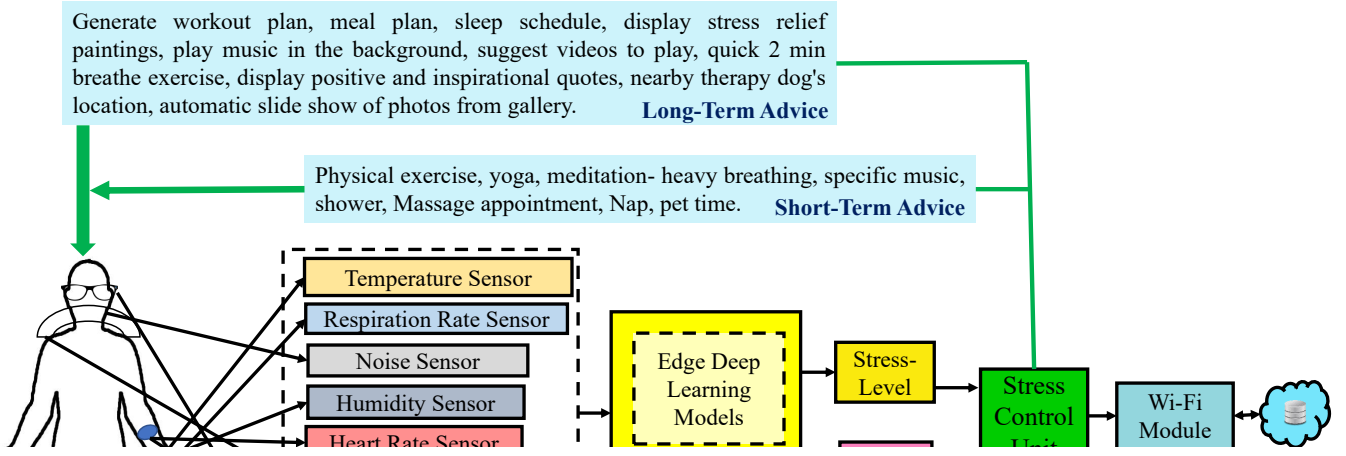 Generate workout plan, meal plan, sleep schedule, display stress relief
paintings, play music in the background, suggest videos to play, quick 2 min
breathe exercise, display positive and inspirational quotes, nearby therapy dog's
location, automatic slide show of photos from gallery.
Long-Term Advice
Physical exercise, yoga, meditation- heavy breathing, specific music,
shower, Massage appointment, Nap, pet time.
Short-Term Advice
Temperature Sensor
Respiration Rate Sensor
Noise Sensor
Humidity Sensor
Heart Rate Sensor
Edge Deep
Learning
Models
Stress-
Level
Stress
Control
Unit
Wi-Fi
Module